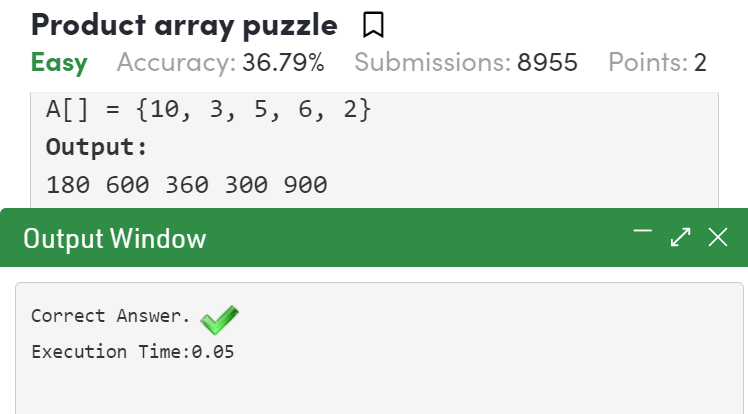 Product array puzzle
Easy Accuracy: 36.79% Submissions: 8955 Points: 2
A[] = {10, 3, 5, 6, 2}
Output:
180 600 360 300 900
Output Window
Correct Answer.
Execution Time:0.05